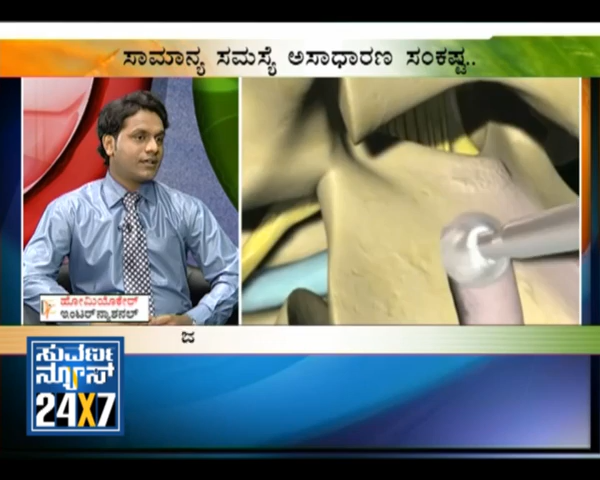 ಸಾಮಾನ್ಯ ಸಮಸ್ಯೆ ಅಸಾಧಾರಣ ಸಂಕಷ್ಟ..
ಹೋಮಿಯೋಕೇರ್
ಇಂಟರ್‌ನ್ಯಾಶನಲ್
ಜ
ಸುವರ್ಣ
ನ್ಯೂಸ್
24X7